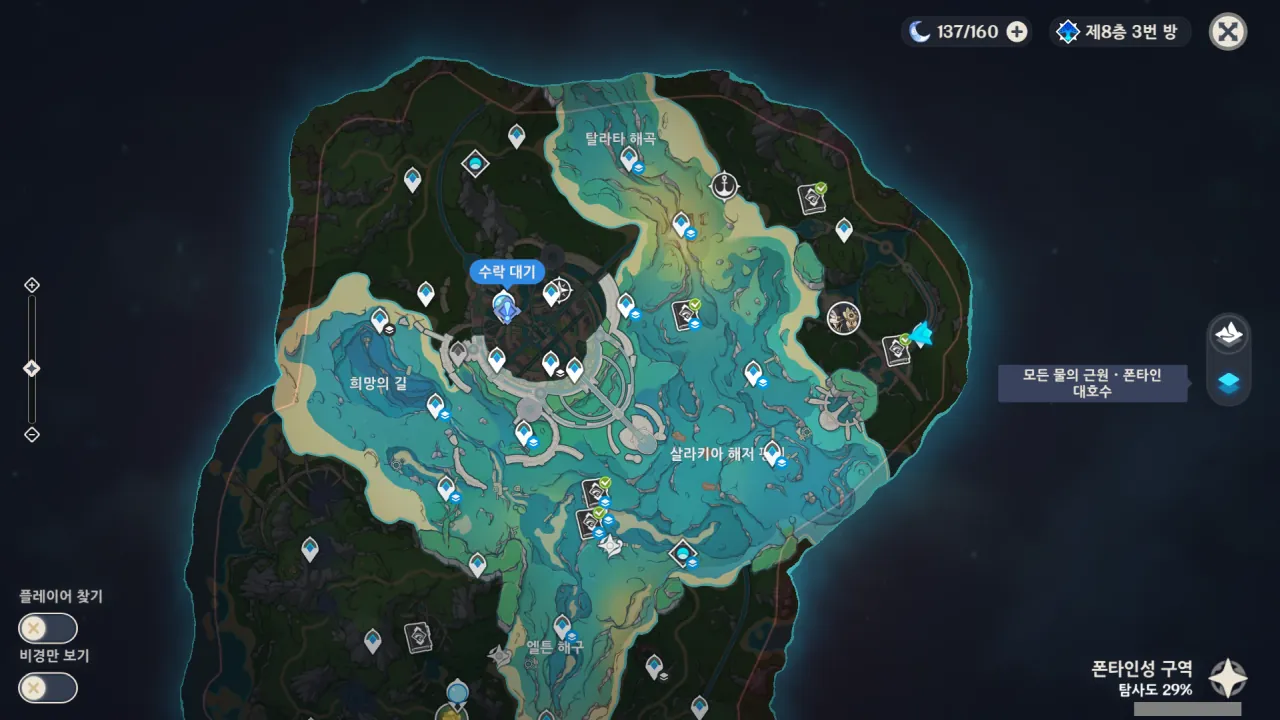 137/160
제8층 3번 방
탈라타 해곡
수락 대기
희망의 길
모든 물의 근원 · 폰타인
대호수
살라키아 해저
엘튼 해구
플레이어 찾기
비경만 보기
폰타인성 구역
탐사도 29%